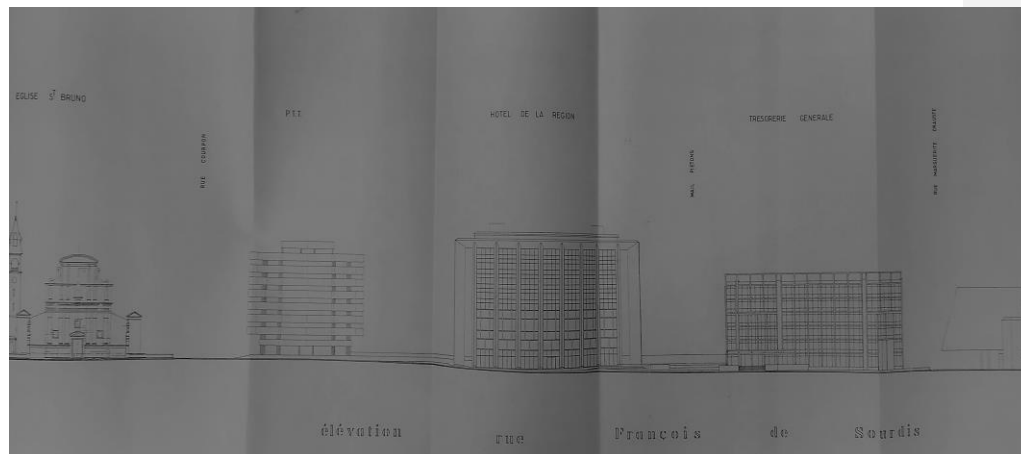 EGLISE ST BRUNO
RUE COURPON
P.T.T.
HOTEL DE LA REGION
MAIL PIETONS
TRESORERIE GENERALE
RUE MARGUERITE CRAUSTE
élévation rue François de Sourdis